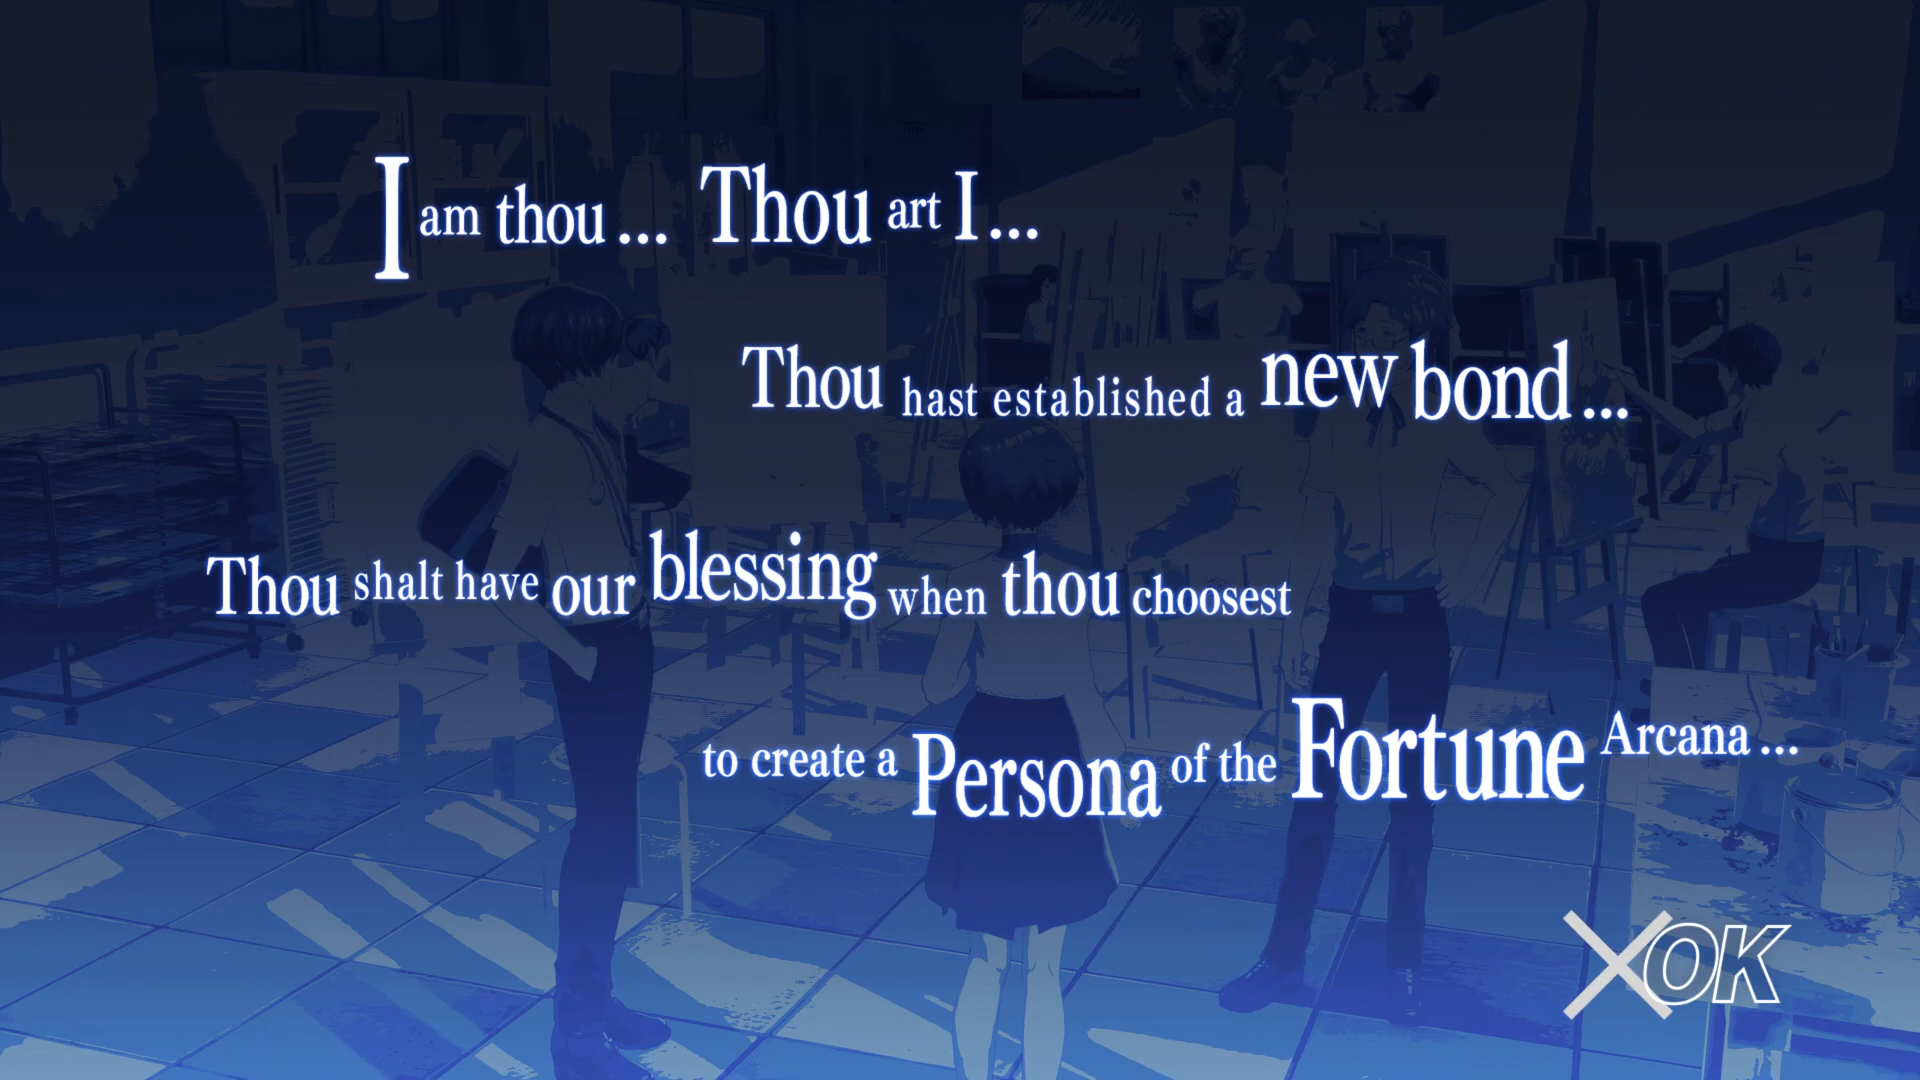 I am thou... Thou art I...
Thou hast established a new bond...
Thou shalt have our blessing when thou choosest
to create a Persona of the Fortune Arcana...
OK